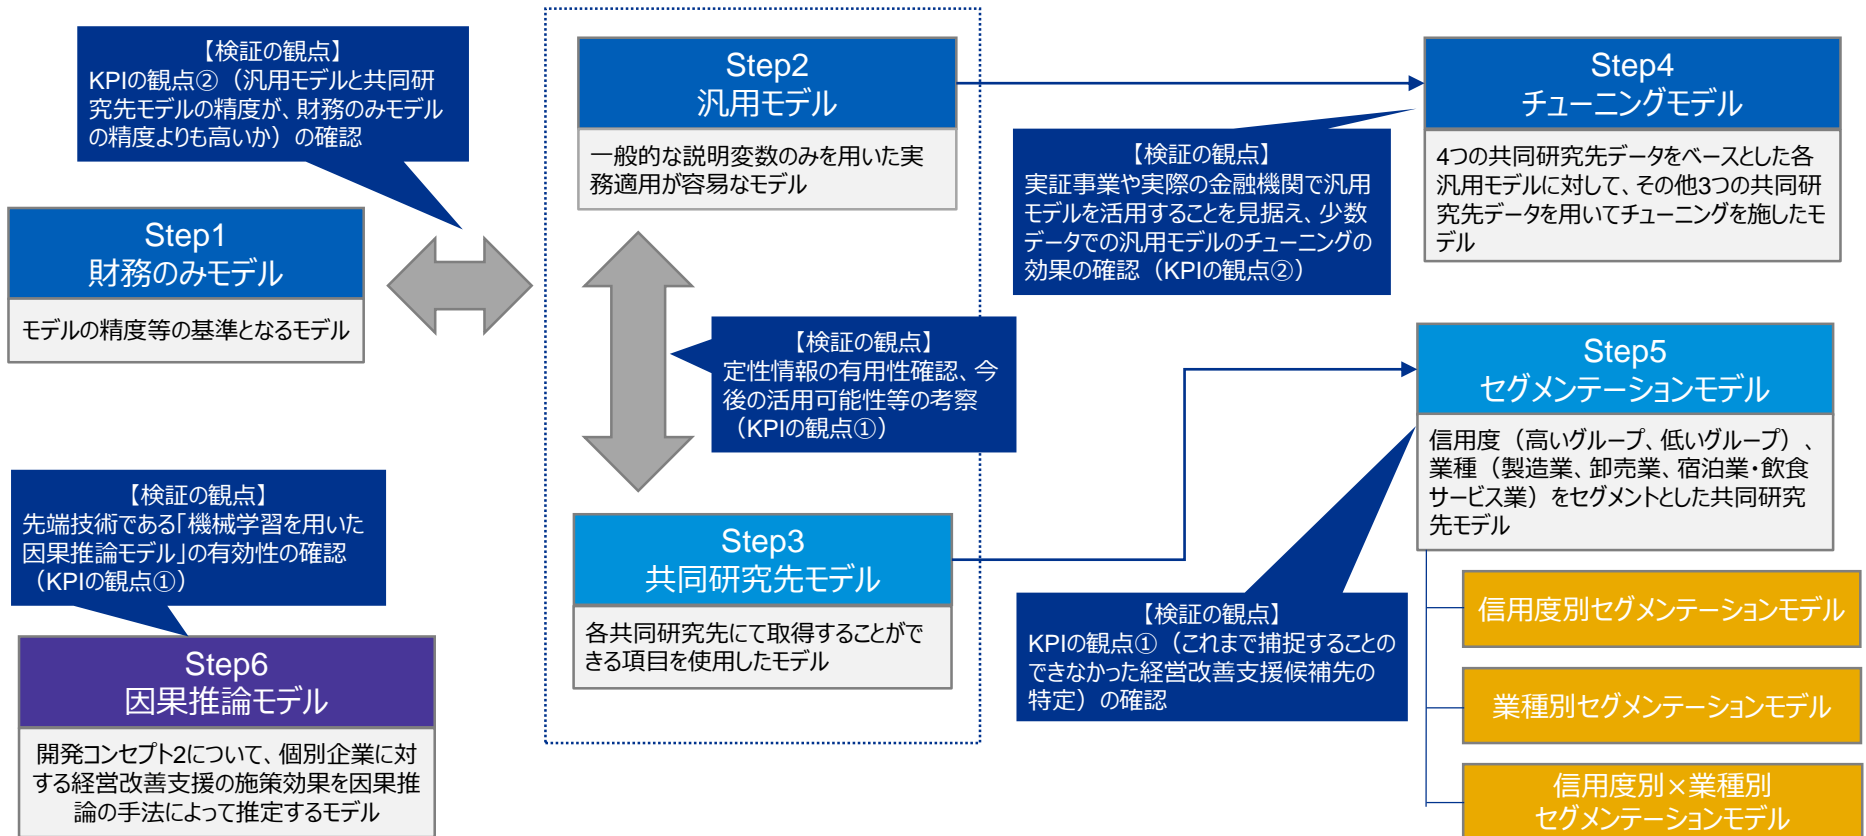 【検証の観点】
KPIの観点②（汎用モデルと共同研
究先モデルの精度が、財務のみモデル
の精度よりも高いか）の確認
Step1
財務のみモデル
モデルの精度等の基準となるモデル
Step2
汎用モデル
一般的な説明変数のみを用いた実
務適用が容易なモデル
【検証の観点】
定性情報の有用性確認、今
後の活用可能性等の考察
（KPIの観点①）
Step3
共同研究先モデル
各共同研究先にて取得することがで
きる項目を使用したモデル
【検証の観点】
実証事業や実際の金融機関で汎用
モデルを活用することを見据え、少数
データでの汎用モデルのチューニングの
効果の確認（KPIの観点②）
Step4
チューニングモデル
4つの共同研究先データをベースとした各
汎用モデルに対して、その他3つの共同研
究先データを用いてチューニングを施したモ
デル
【検証の観点】
KPIの観点①（これまで捕捉することの
できなかった経営改善支援候補先の
特定）の確認
Step5
セグメンテーションモデル
信用度（高いグループ、低いグループ）、
業種（製造業、卸売業、宿泊業・飲食
サービス業）をセグメントとした共同研究
先モデル
信用度別セグメンテーションモデル
業種別セグメンテーションモデル
信用度別×業種別
セグメンテーションモデル
【検証の観点】
先端技術である「機械学習を用いた
因果推論モデル」の有効性の確認
（KPIの観点①）
Step6
因果推論モデル
開発コンセプト2について、個別企業に対
する経営改善支援の施策効果を因果推
論の手法によって推定するモデル